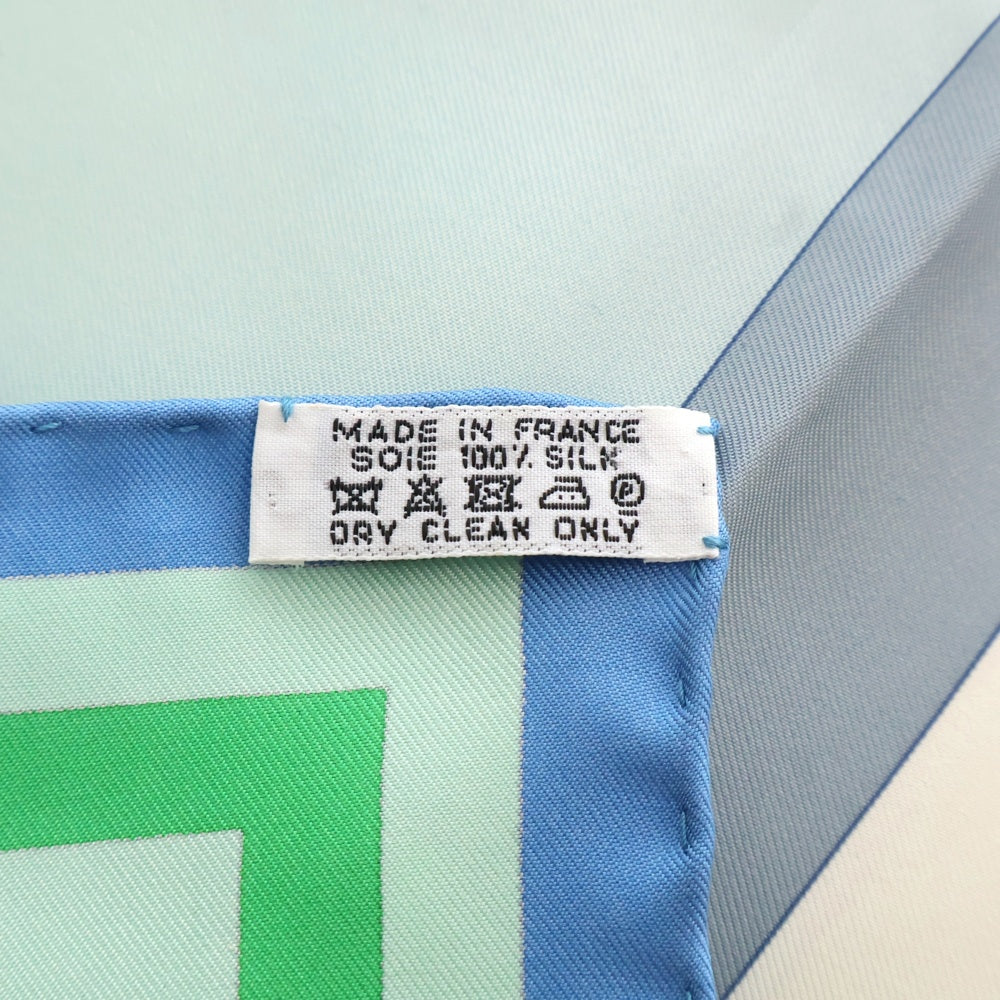 MADE IN FRANCE
SOIE 100% SILK
P
DRY CLEAN ONLY